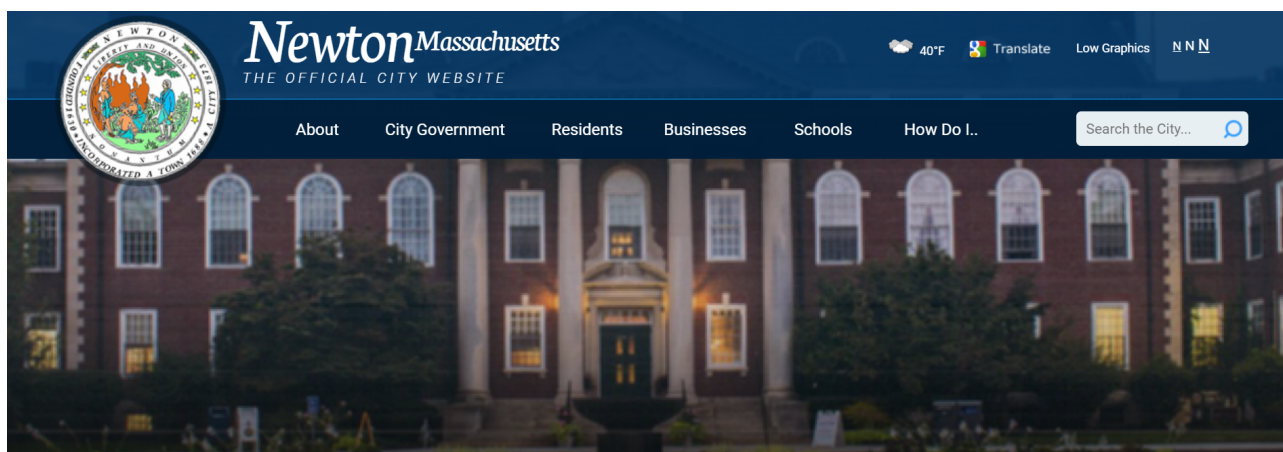 NEWTON
LIBERTY AND UNION
FOUNDED 1630 ★ INCORPORATED A TOWN 1688 ★ A CITY 1873
NONANTUM
Newton Massachusetts
THE OFFICIAL CITY WEBSITE
40°F
Translate
Low Graphics
N N N
About
City Government
Residents
Businesses
Schools
How Do I..
Search the City...